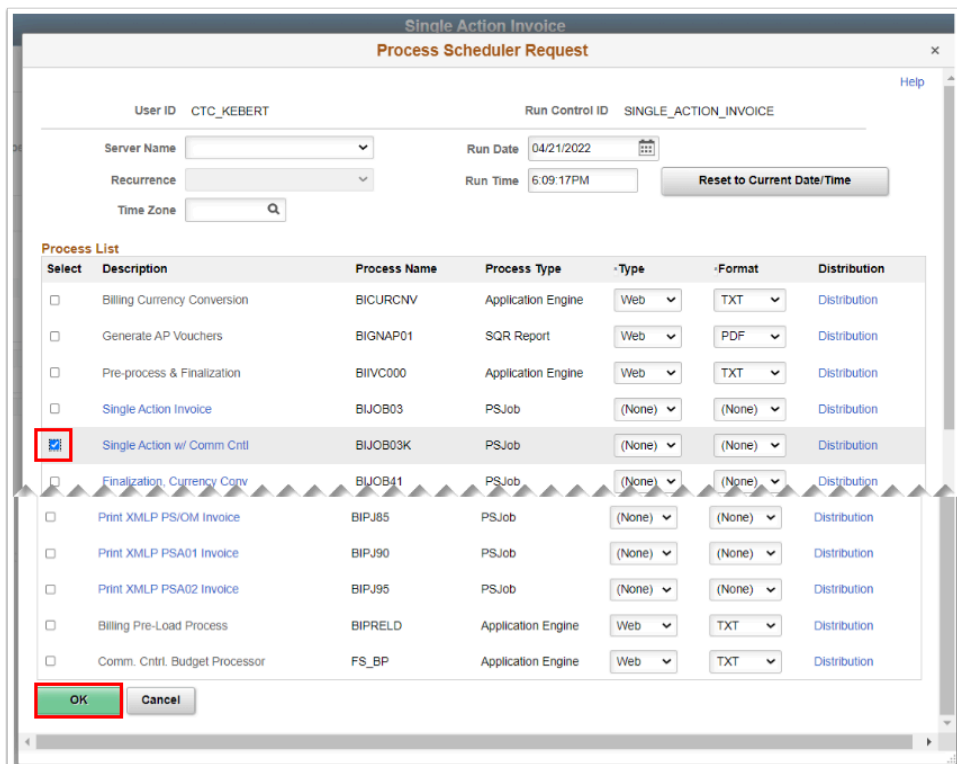 Single Action Invoice
Process Scheduler Request ×
Help
User ID CTC_KEBERT Run Control ID SINGLE_ACTION_INVOICE
Server Name Run Date 04/21/2022
Recurrence Run Time 6:09:17PM Reset to Current Date/Time
Time Zone
Process List
Select Description Process Name Process Type *Type *Format Distribution
Billing Currency Conversion BICURCNV Application Engine Web TXT Distribution
Generate AP Vouchers BIGNAP01 SQR Report Web PDF Distribution
Pre-process & Finalization BIIVC000 Application Engine Web TXT Distribution
Single Action Invoice BIJOB03 PSJob (None) (None) Distribution
Single Action w/ Comm Cntl BIJOB03K PSJob (None) (None) Distribution
Finalization, Currency Conv BIJOB41 PSJob (None) (None) Distribution
Print XMLP PS/OM Invoice BIPJ85 PSJob (None) (None) Distribution
Print XMLP PSA01 Invoice BIPJ90 PSJob (None) (None) Distribution
Print XMLP PSA02 Invoice BIPJ95 PSJob (None) (None) Distribution
Billing Pre-Load Process BIPRELD Application Engine Web TXT Distribution
Comm. Cntrl. Budget Processor FS_BP Application Engine Web TXT Distribution
OK Cancel